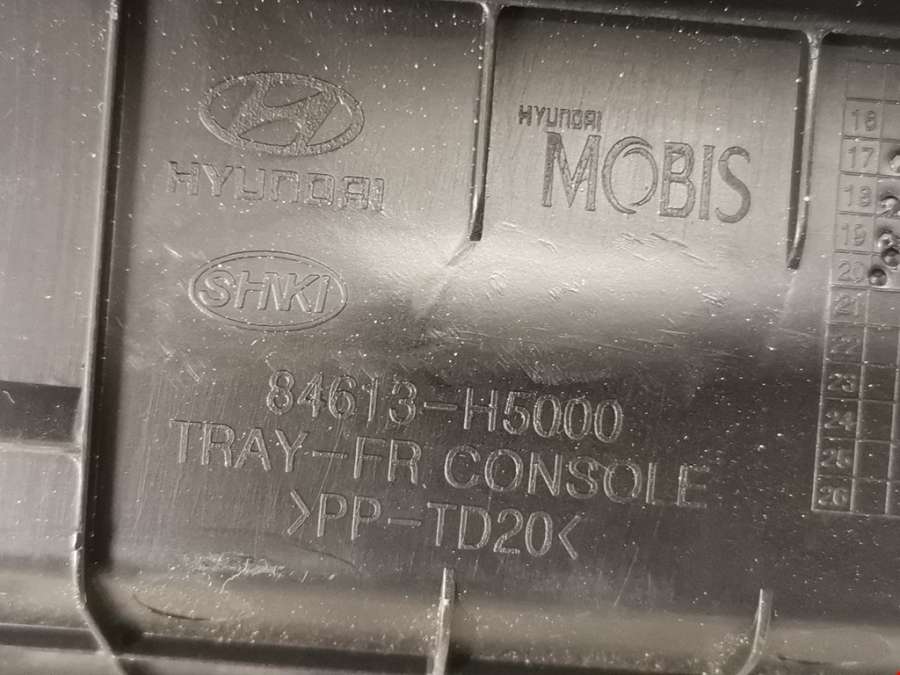 HYUNDAI
HYUNDAI
MOBIS
SHNKI
84613-H5000
TRAY-FR CONSOLE
>PP-TD20<
16
17
18
19
20
21
22
23
24
25
26